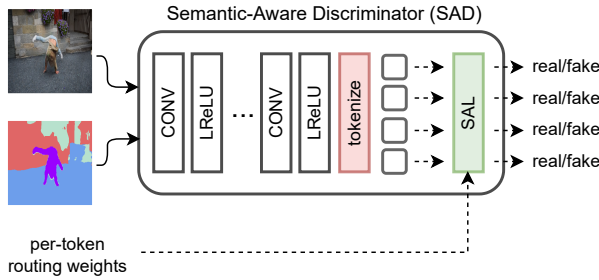 Semantic-Aware Discriminator (SAD)
CONV
LReLU
...
CONV
LReLU
tokenize
SAL
real/fake
real/fake
real/fake
real/fake
per-token
routing weights